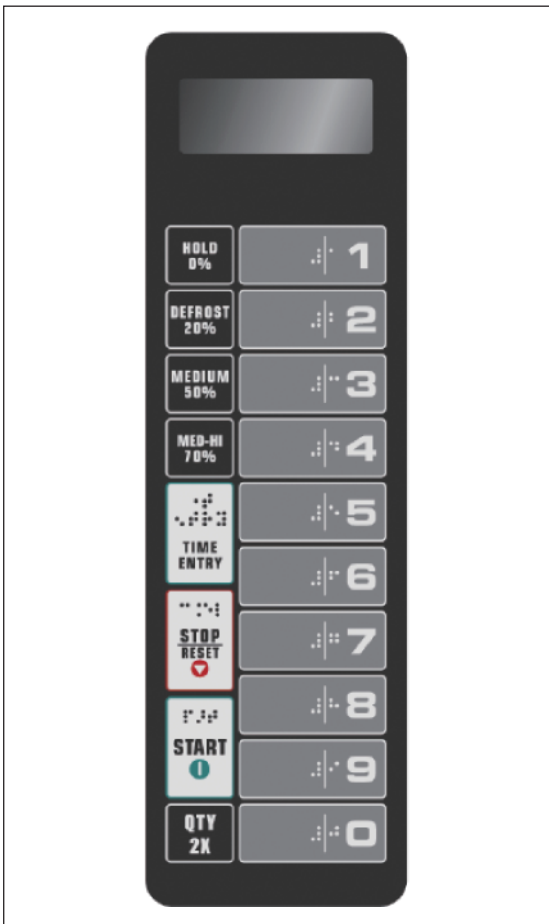 HOLD
0%
1
DEFROST
20%
2
MEDIUM
50%
3
MED-HI
70%
4
TIME
ENTRY
5
6
STOP
RESET
7
START
8
9
QTY
2X
0